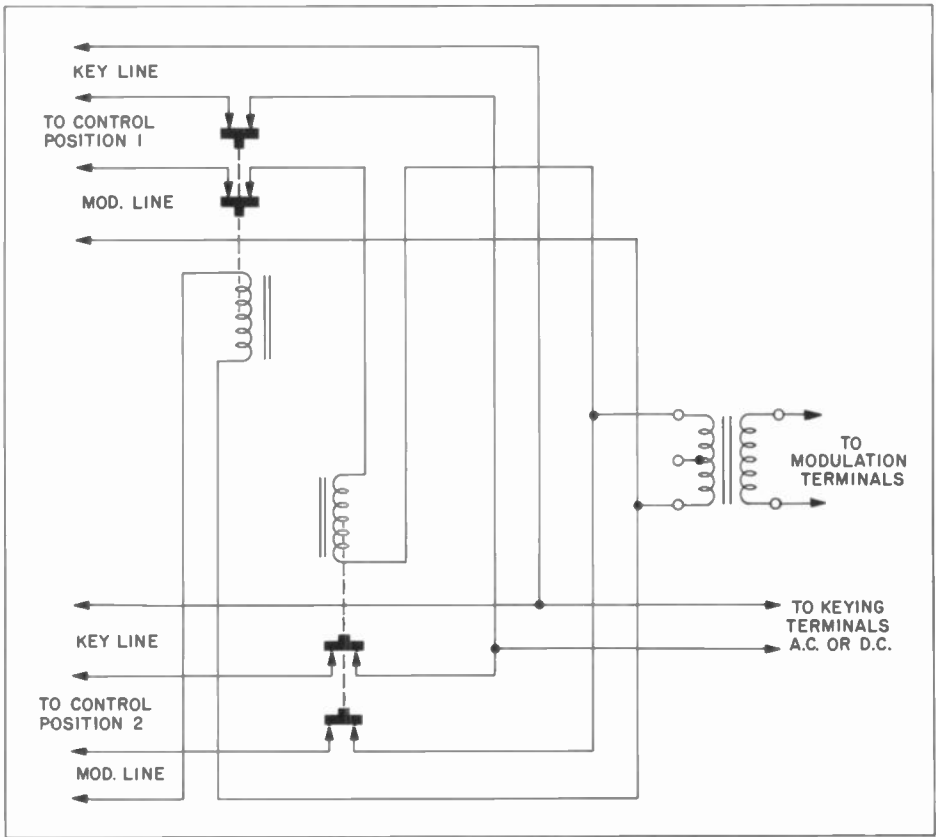 KEY LINE
TO CONTROL
POSITION 1
MOD. LINE
TO
MODULATION
TERMINALS
KEY LINE
TO KEYING
TERMINALS
A.C. OR D.C.
TO CONTROL
POSITION 2
MOD. LINE